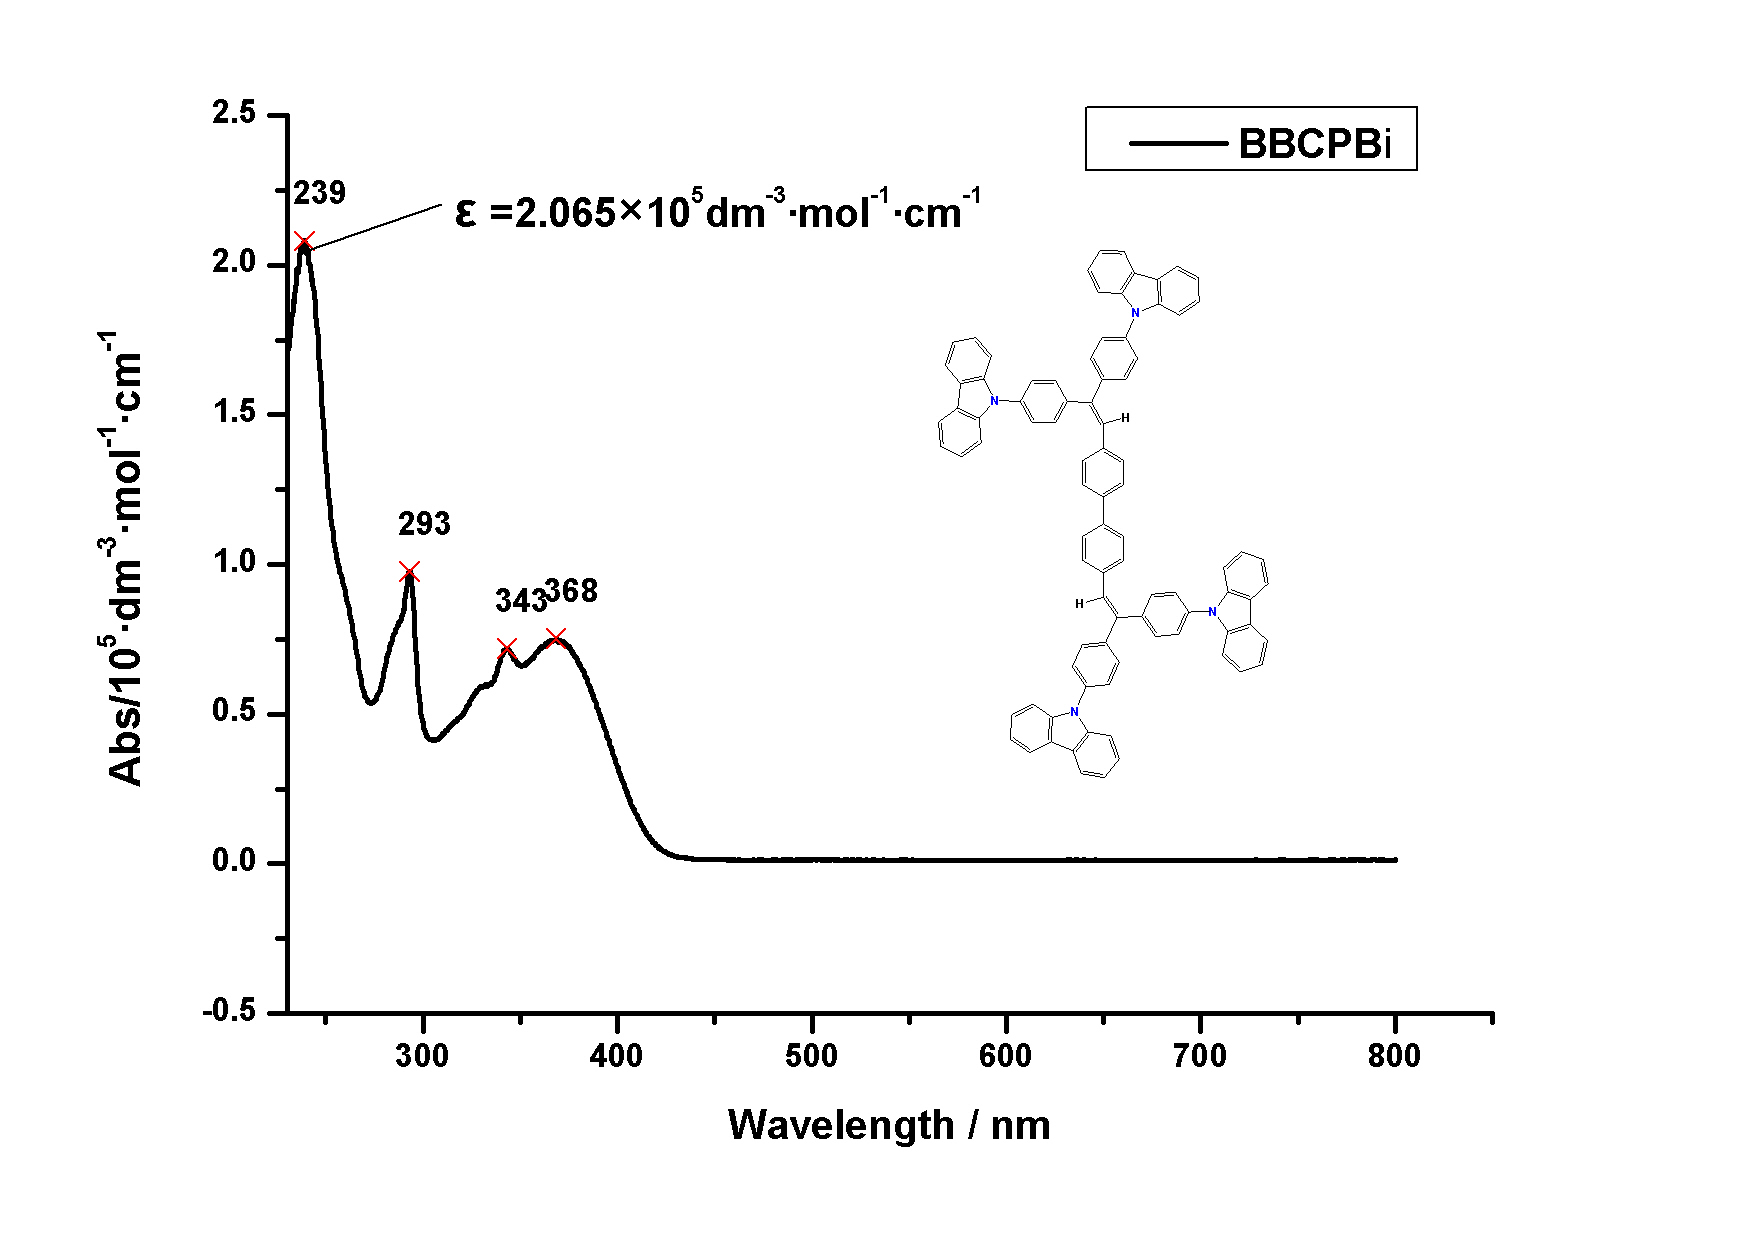 BBCPBi
239
ε =2.065×10⁵dm⁻³·mol⁻¹·cm⁻¹
293
343
368
2.5
2.0
1.5
1.0
0.5
0.0
-0.5
Abs/10⁵·dm⁻³·mol⁻¹·cm⁻¹
N
N
H
H
N
N
300 400 500 600 700 800
Wavelength / nm